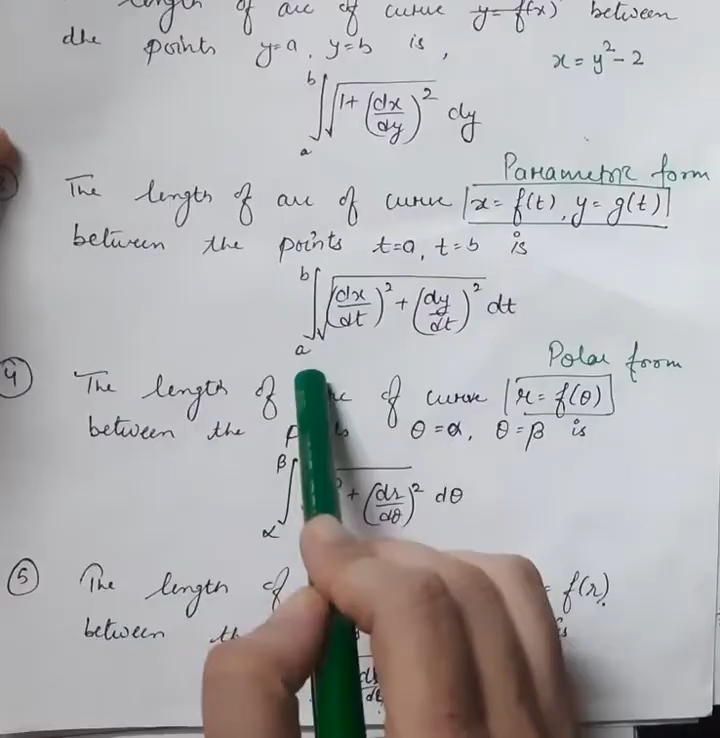 length of arc of curve y=f(x) between
the points y=a, y=b is,
x = y² - 2
∫ₐᵇ √(1 + (dx/dy)²) dy
Parametric form
The length of arc of curve x = f(t), y = g(t)
between the points t=a, t=b is
∫ₐᵇ √((dx/dt)² + (dy/dt)²) dt
Polar form
④ The length of curve r = f(θ)
between the θ=α, θ=β is
∫_α^β + (dr/dθ)² dθ
⑤ The length of = f(r).
between